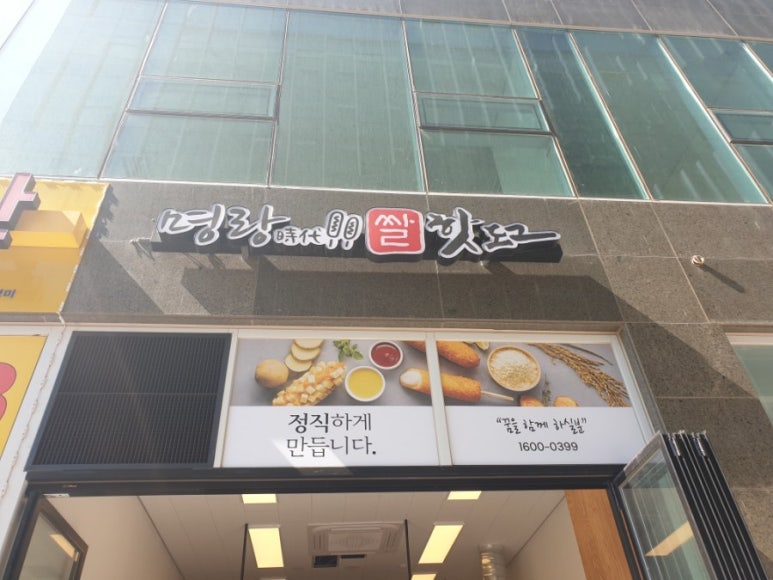 명랑時代 쌀 핫도그
정직하게
만듭니다.
"꿈을 함께 하실분"
1600-0399